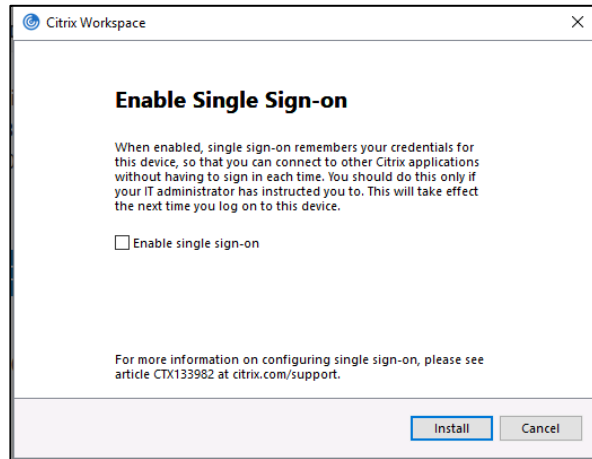 Citrix Workspace
Enable Single Sign-on
When enabled, single sign-on remembers your credentials for
this device, so that you can connect to other Citrix applications
without having to sign in each time. You should do this only if
your IT administrator has instructed you to. This will take effect
the next time you log on to this device.
Enable single sign-on
For more information on configuring single sign-on, please see
article CTX133982 at citrix.com/support.
Install
Cancel